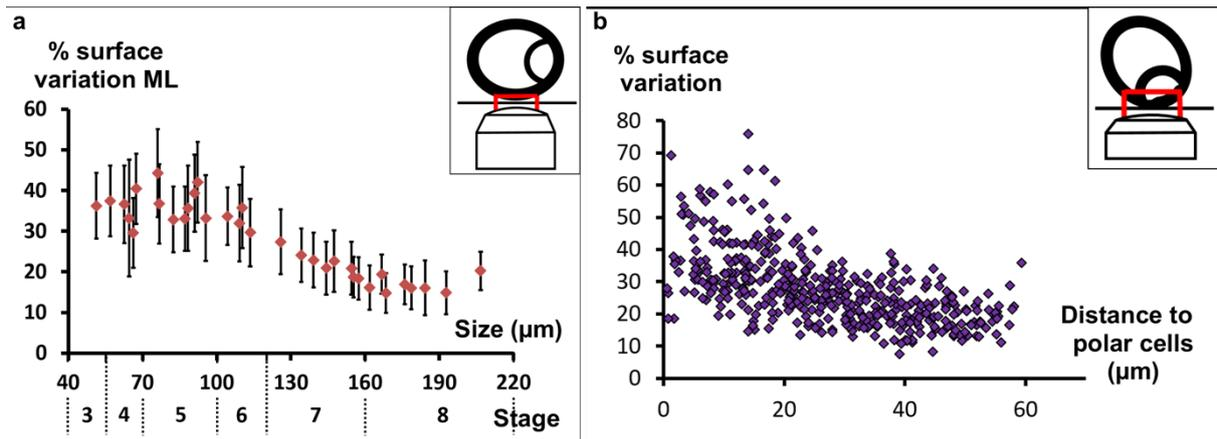 a
% surface
variation ML
60
50
40
30
20
10
0
Size (µm)
40 70 100 130 160 190 220
3 4 5 6 7 8 Stage
b
% surface
variation
80
70
60
50
40
30
20
10
0
Distance to
polar cells
(µm)
0 20 40 60